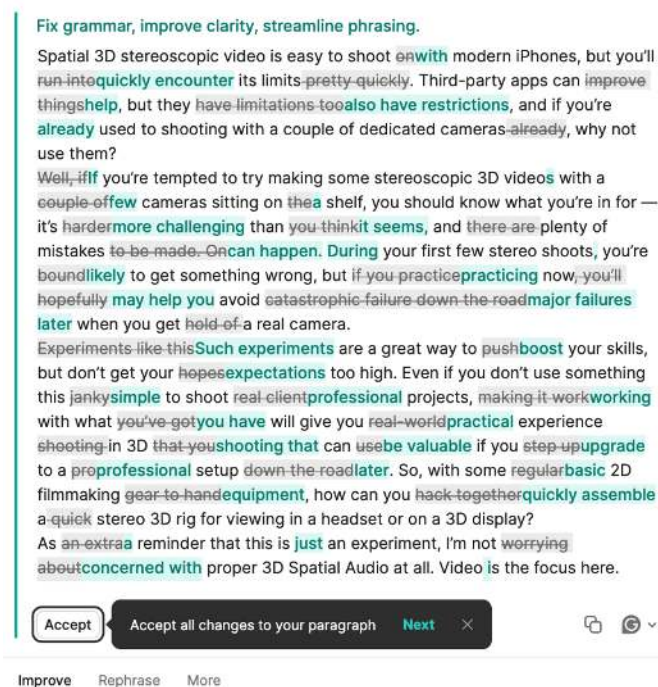 Fix grammar, improve clarity, streamline phrasing.
Spatial 3D stereoscopic video is easy to shoot onwith modern iPhones, but you'll
run intoquickly encounter its limits pretty quickly. Third-party apps can improve
thingshelp, but they have limitations tooalso have restrictions, and if you're
already used to shooting with a couple of dedicated cameras already, why not
use them?
Well, ifIf you're tempted to try making some stereoscopic 3D videos with a
couple offew cameras sitting on thea shelf, you should know what you're in for —
it's hardermore challenging than you thinkit seems, and there are plenty of
mistakes to be made. Oncan happen. During your first few stereo shoots, you're
boundlikely to get something wrong, but if you practicepracticing now, you'll
hopefully may help you avoid catastrophic failure down the roadmajor failures
later when you get hold of a real camera.
Experiments like thisSuch experiments are a great way to pushboost your skills,
but don't get your hopesexpectations too high. Even if you don't use something
this jankysimple to shoot real clientprofessional projects, making it workworking
with what you've gotyou have will give you real-worldpractical experience
shooting in 3D that youshooting that can usebe valuable if you step upupgrade
to a proprofessional setup down the roadlater. So, with some regularbasic 2D
filmmaking gear to handequipment, how can you hack togetherquickly assemble
a quick stereo 3D rig for viewing in a headset or on a 3D display?
As an extraa reminder that this is just an experiment, I'm not worrying
aboutconcerned with proper 3D Spatial Audio at all. Video is the focus here.
Accept
Accept all changes to your paragraph Next
Improve Rephrase More